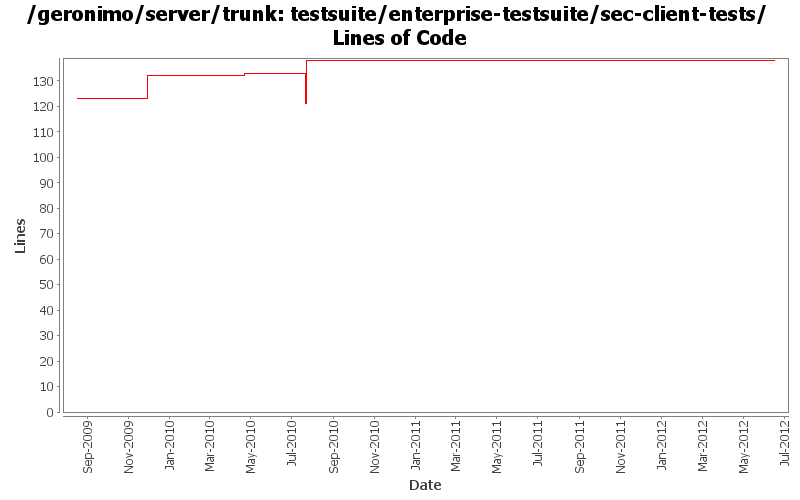 /geronimo/server/trunk: testsuite/enterprise-testsuite/sec-client-tests/
Lines of Code
Lines
130
120
110
100
90
80
70
60
50
40
30
20
10
0
Sep-2009
Nov-2009
Jan-2010
Mar-2010
May-2010
Jul-2010
Sep-2010
Nov-2010
Jan-2011
Mar-2011
May-2011
Jul-2011
Sep-2011
Nov-2011
Jan-2012
Mar-2012
May-2012
Jul-2012
Date